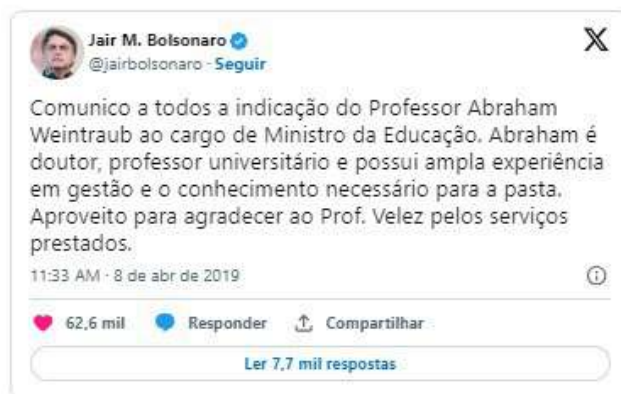 Jair M. Bolsonaro
@jairbolsonaro · Seguir
Comunico a todos a indicação do Professor Abraham
Weintraub ao cargo de Ministro da Educação. Abraham é
doutor, professor universitário e possui ampla experiência
em gestão e o conhecimento necessário para a pasta.
Aproveito para agradecer ao Prof. Velez pelos serviços
prestados.
11:33 AM · 8 de abr de 2019
62,6 mil Responder Compartilhar
Ler 7,7 mil respostas